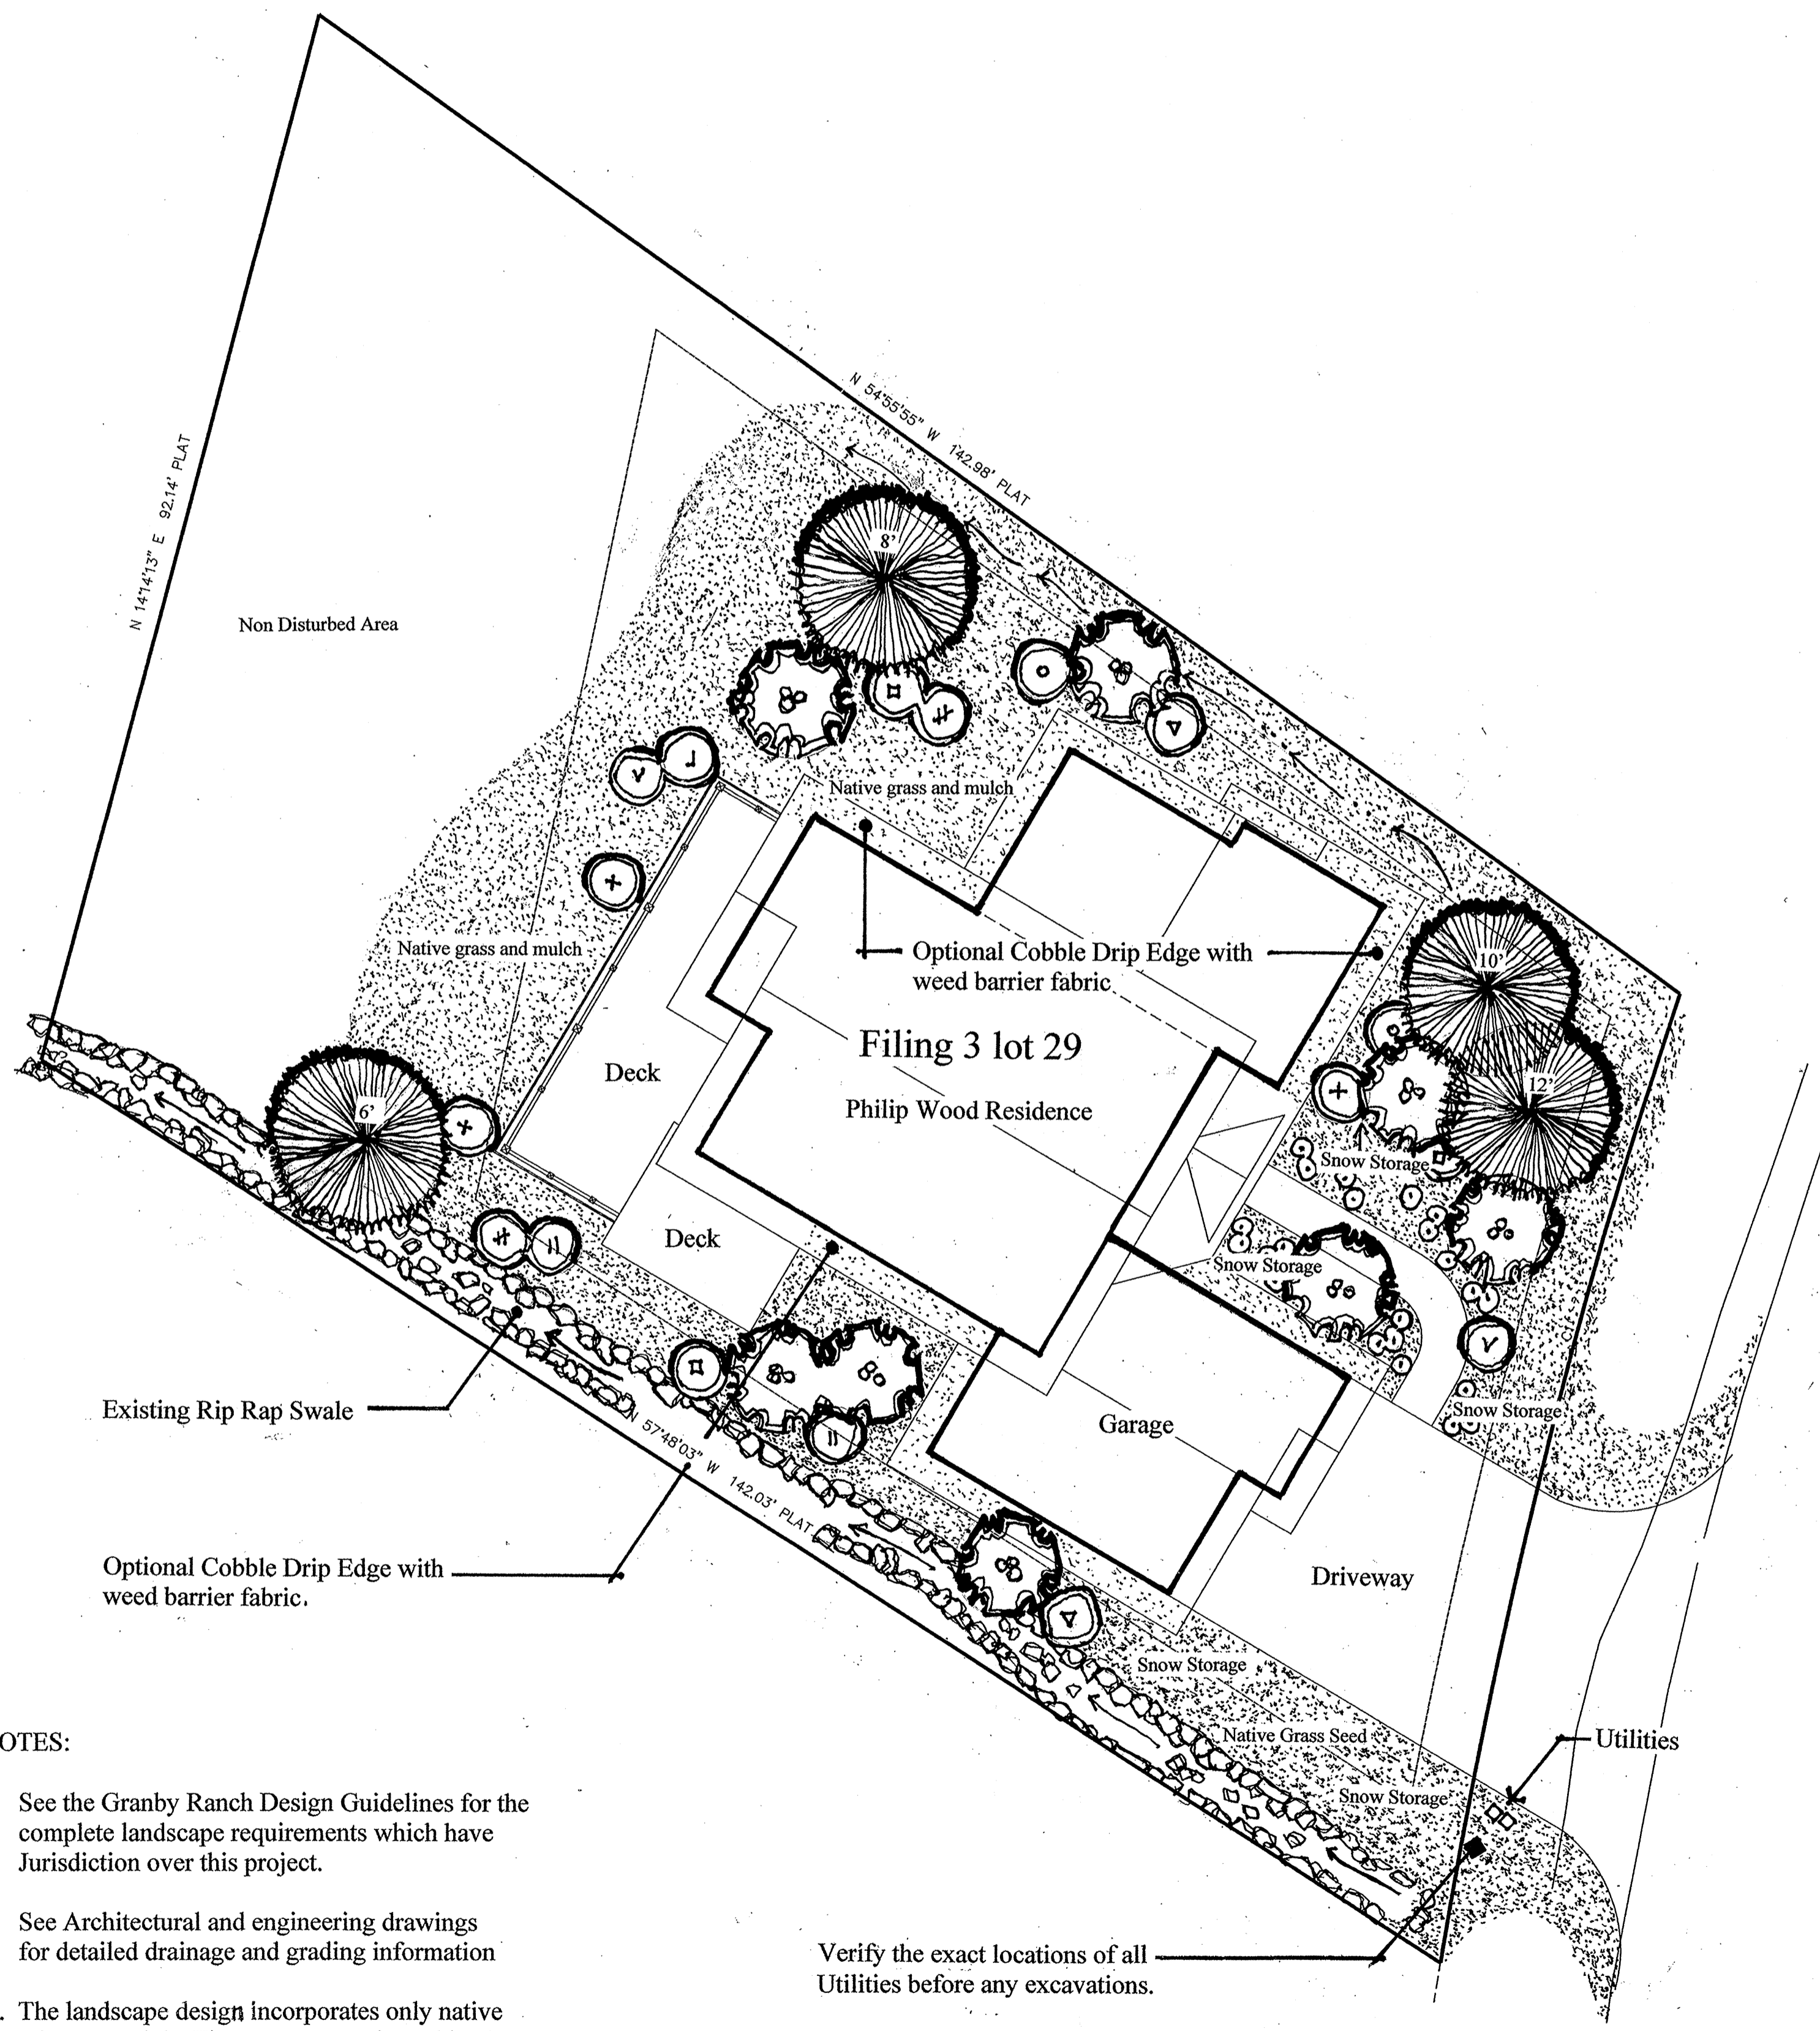 N 54°55'55" W 142.98' PLAT
N 14°14'13" E 92.14' PLAT
8'
Non Disturbed Area
Native grass and mulch
Native grass and mulch
Optional Cobble Drip Edge with
weed barrier fabric
10'
Filing 3 lot 29
Philip Wood Residence
Deck
12'
6'
Snow Storage
Deck
Snow Storage
Existing Rip Rap Swale
Snow Storage
Garage
N 57°48'03" W 142.03' PLAT
Optional Cobble Drip Edge with
weed barrier fabric.
Driveway
Snow Storage
Native Grass Seed
Utilities
Snow Storage
OTES:
See the Granby Ranch Design Guidelines for the
complete landscape requirements which have
Jurisdiction over this project.
See Architectural and engineering drawings
for detailed drainage and grading information
. The landscape design incorporates only native
Verify the exact locations of all
Utilities before any excavations.